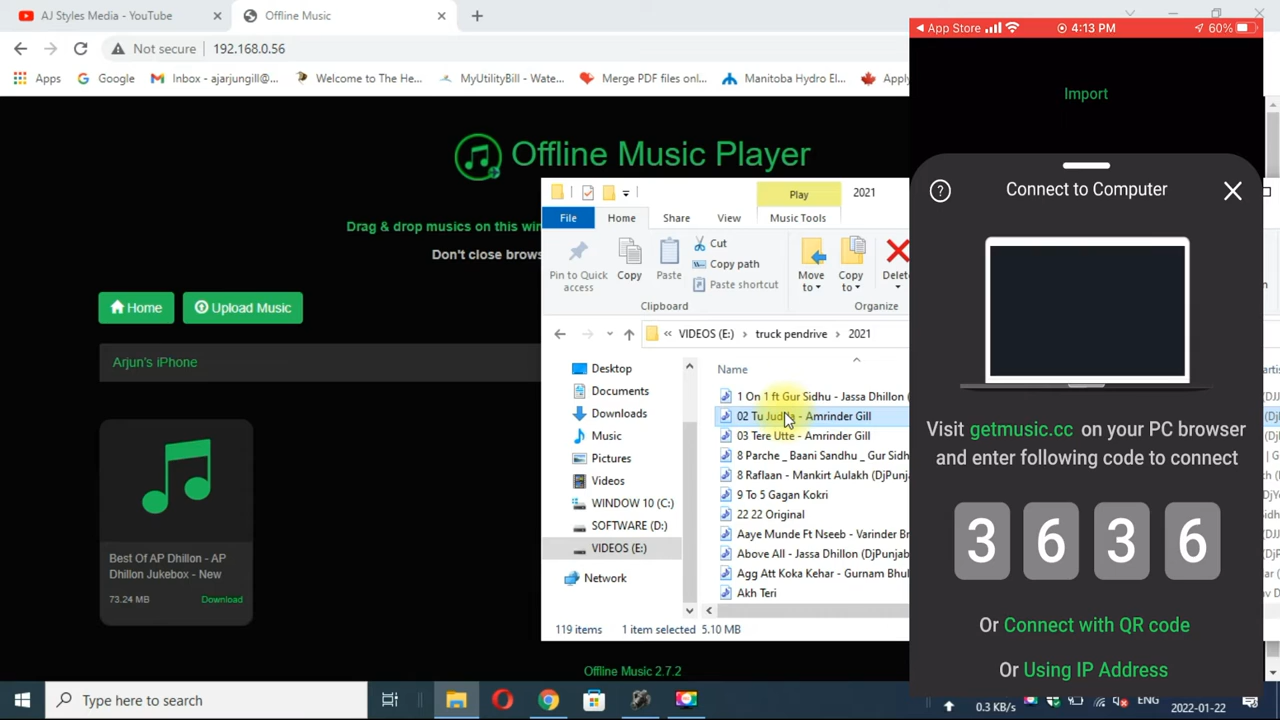 AJ Styles Media - YouTube
Offline Music
Not secure
192.168.0.56
Apps
Google
Inbox - ajarjungill@...
Welcome to The He...
MyUtilityBill - Wate...
Merge PDF files onl...
Manitoba Hydro El...
Apply
Offline Music Player
Drag & drop musics on this win
Don't close brows
Home
Upload Music
Arjun's iPhone
Best Of AP Dhillon - AP
Dhillon Jukebox - New
73.24 MB
Download
Offline Music 2.7.2
Play
2021
File
Home
Share
View
Music Tools
Pin to Quick
access
Copy
Paste
Cut
Copy path
Paste shortcut
Move
to
Copy
to
Delete
Clipboard
Organize
« VIDEOS (E:) › truck pendrive › 2021
Desktop
Documents
Downloads
Music
Pictures
Videos
WINDOW 10 (C:)
SOFTWARE (D:)
VIDEOS (E:)
Network
Name
1 On 1 ft Gur Sidhu - Jassa Dhillon (
02 Tu - Amrinder Gill
03 Tere Utte - Amrinder Gill
8 Parche _ Baani Sandhu _ Gur Sidh
8 Raflaan - Mankirt Aulakh (DjPunja
9 To 5 Gagan Kokri
22 22 Original
Aaye Munde Ft Nseeb - Varinder Br
Above All - Jassa Dhillon (DjPunjab
Agg Att Koka Kehar - Gurnam Bhul
Akh Teri
119 items
1 item selected 5.10 MB
App Store
4:13 PM
60%
Import
Connect to Computer
Visit getmusic.cc on your PC browser
and enter following code to connect
3 6 3 6
Or Connect with QR code
Or Using IP Address
Type here to search
0.3 KB/s
ENG
2022-01-22